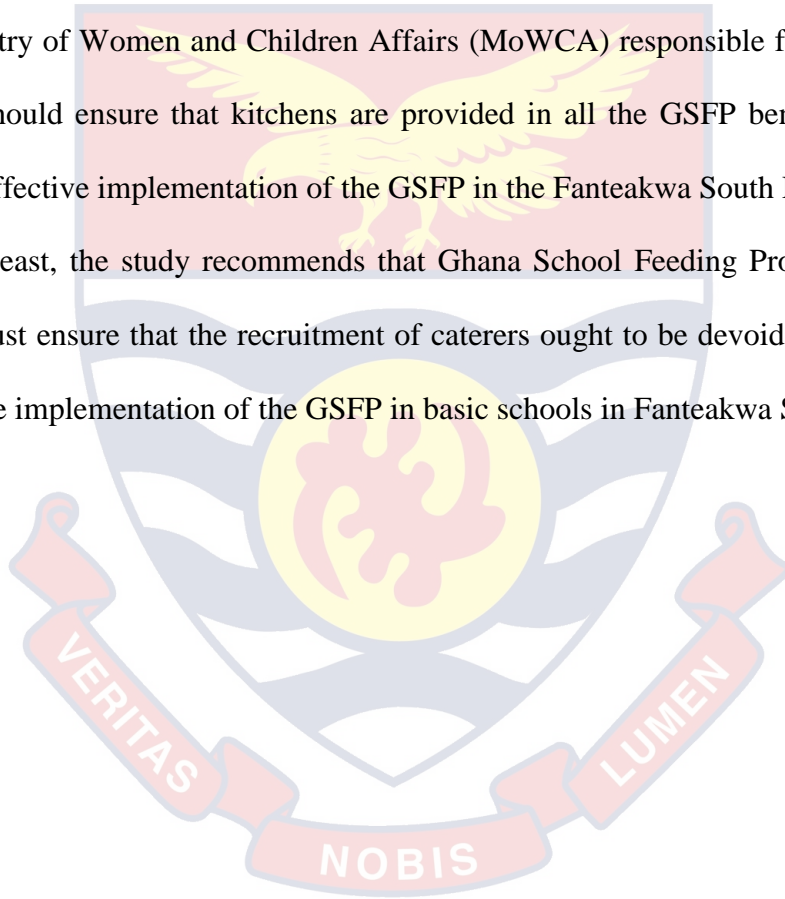 try of Women and Children Affairs (MoWCA) responsible f
hould ensure that kitchens are provided in all the GSFP ber
ffective implementation of the GSFP in the Fanteakwa South
east, the study recommends that Ghana School Feeding Pro
ust ensure that the recruitment of caterers ought to be devoid
e implementation of the GSFP in basic schools in Fanteakwa S
VERITAS
NOBIS
LUMEN